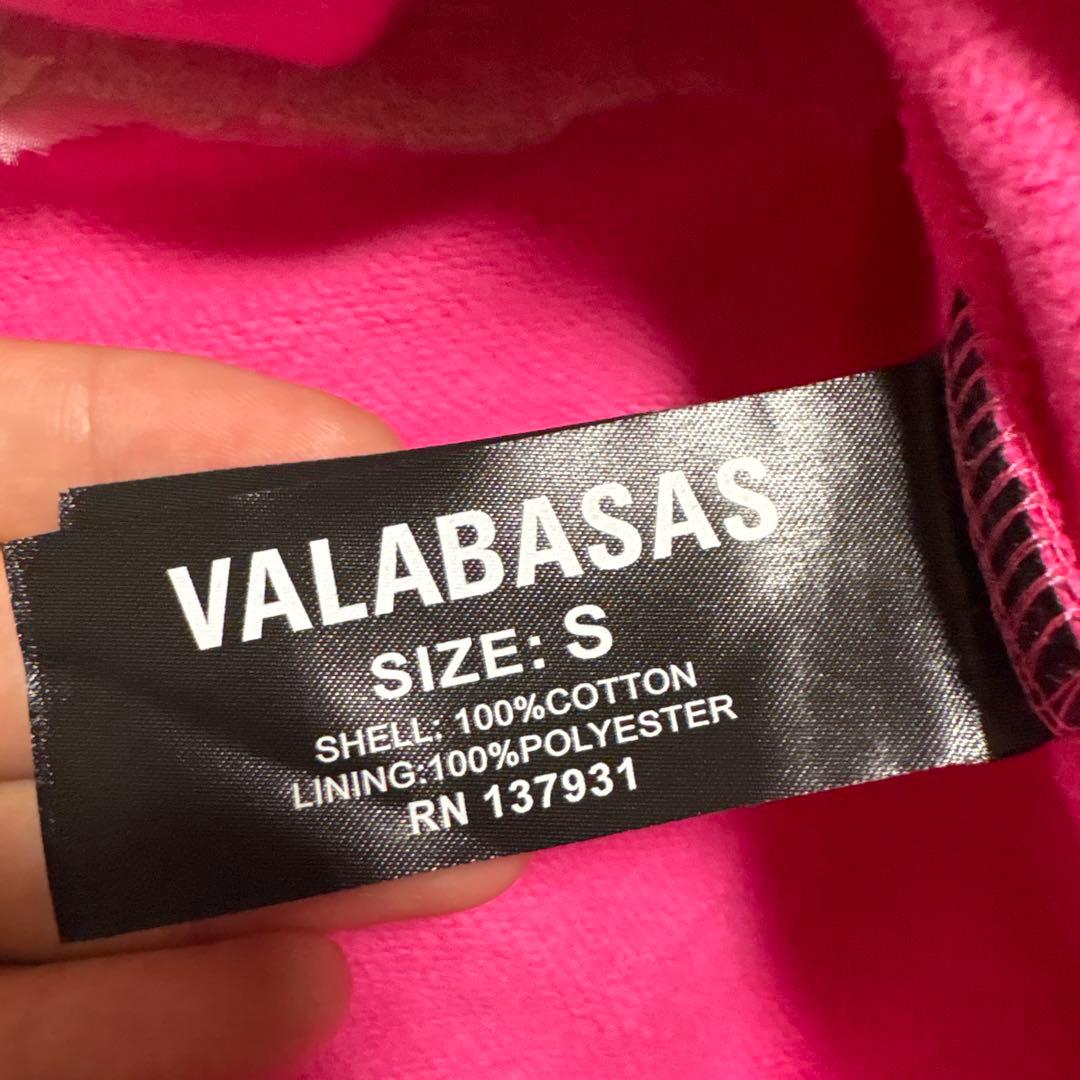 VALABASAS
SIZE: S
SHELL: 100%COTTON
LINING:100%POLYESTER
RN 137931